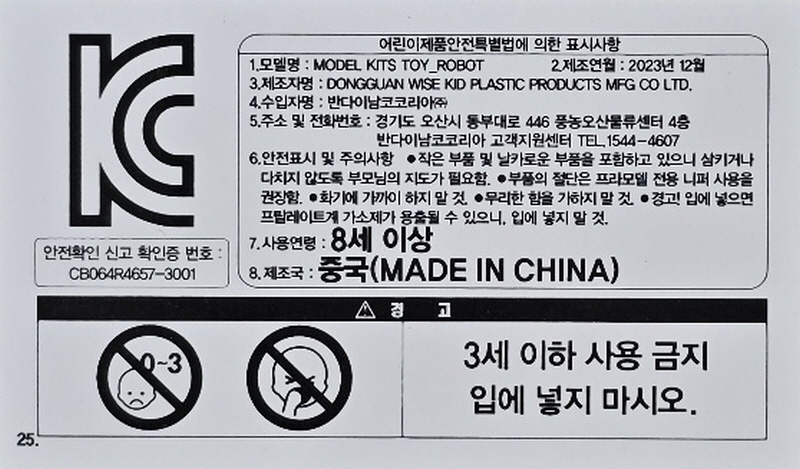 KC
어린이제품안전특별법에 의한 표시사항
1.모델명 : MODEL KITS TOY_ROBOT 2.제조연월 : 2023년 12월
3.제조자명 : DONGGUAN WISE KID PLASTIC PRODUCTS MFG CO LTD.
4.수입자명 : 반다이남코코리아㈜
5.주소 및 전화번호 : 경기도 오산시 동부대로 446 풍농오산물류센터 4층
반다이남코코리아 고객지원센터 TEL.1544-4607
6.안전표시 및 주의사항 ●작은 부품 및 날카로운 부품을 포함하고 있으니 삼키거나
다치지 않도록 부모님의 지도가 필요함. ●부품의 절단은 프라모델 전용 니퍼 사용을
권장함. ●화기에 가까이 하지 말 것. ●무리한 힘을 가하지 말 것. ●경고! 입에 넣으면
프탈레이트계 가소제가 용출될 수 있으니, 입에 넣지 말 것.
7.사용연령 : 8세 이상
8.제조국 : 중국(MADE IN CHINA)
안전확인 신고 확인증 번호 :
CB064R4657-3001
⚠ 경 고
0~3
3세 이하 사용 금지
입에 넣지 마시오.
25.